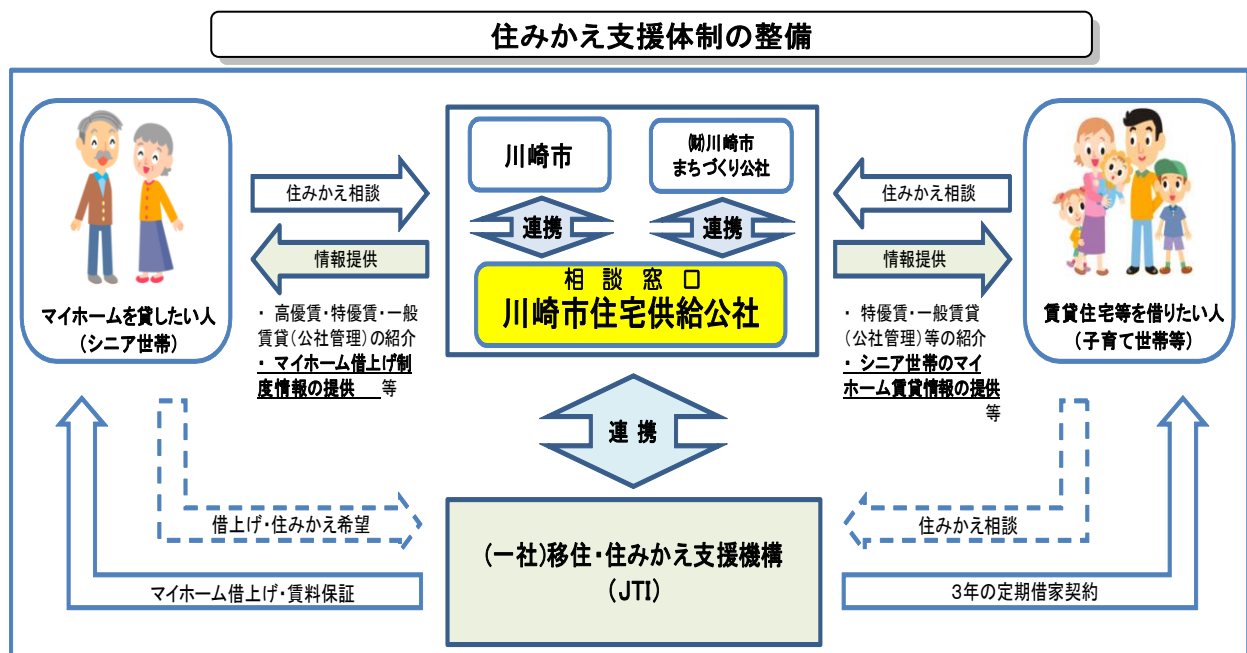 住みかえ支援体制の整備
マイホームを貸したい人
(シニア世帯)
住みかえ相談
情報提供
・ 高優賃・特優賃・一般
賃貸(公社管理)の紹介
・ マイホーム借上げ制
度情報の提供 等
川崎市
㈶川崎市
まちづくり公社
連携
連携
相 談 窓 口
川崎市住宅供給公社
住みかえ相談
情報提供
・ 特優賃・一般賃貸
(公社管理)等の紹介
・ シニア世帯のマイ
ホーム賃貸情報の提供
等
賃貸住宅等を借りたい人
(子育て世帯等)
連 携
借上げ・住みかえ希望
マイホーム借上げ・賃料保証
(一社)移住・住みかえ支援機構
(JTI)
住みかえ相談
3年の定期借家契約